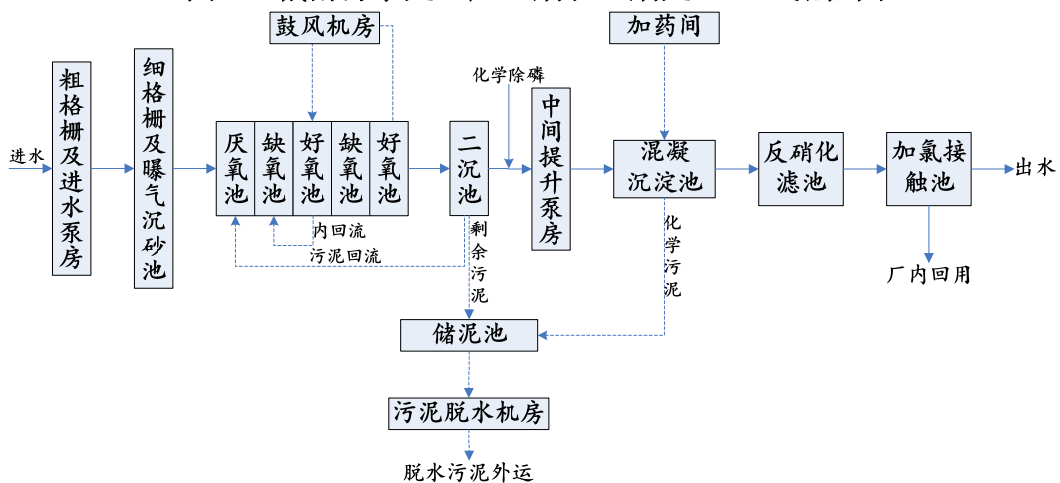 鼓风机房
加药间
化学除磷
进水
粗格栅及进水泵房
细格栅及曝气沉砂池
厌氧池
缺氧池
好氧池
缺氧池
好氧池
二沉池
中间提升泵房
混凝
沉淀池
反硝化
滤池
加氯接
触池
出水
内回流
污泥回流
剩余污泥
化学污泥
厂内回用
储泥池
污泥脱水机房
脱水污泥外运